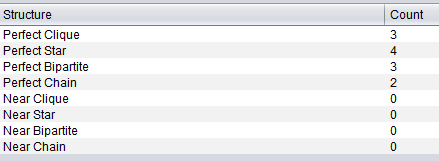 Structure Count
Perfect Clique 3
Perfect Star 4
Perfect Bipartite 3
Perfect Chain 2
Near Clique 0
Near Star 0
Near Bipartite 0
Near Chain 0